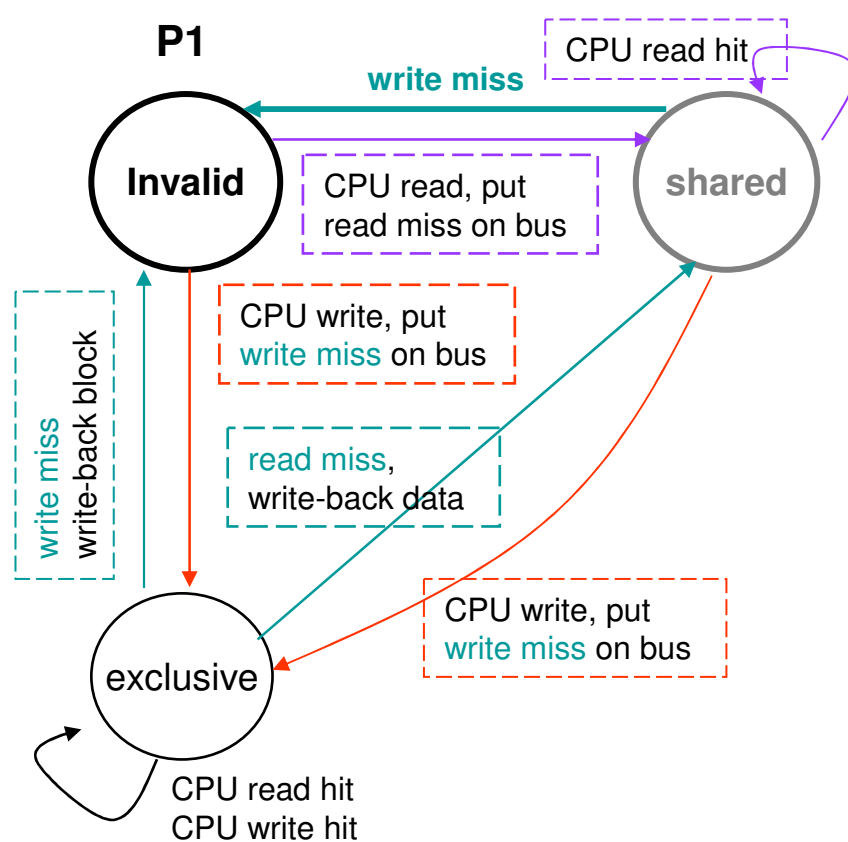 P1
CPU read hit
write miss
Invalid
shared
CPU read, put
read miss on bus
CPU write, put
write miss on bus
write miss
write-back block
read miss,
write-back data
CPU write, put
write miss on bus
exclusive
CPU read hit
CPU write hit